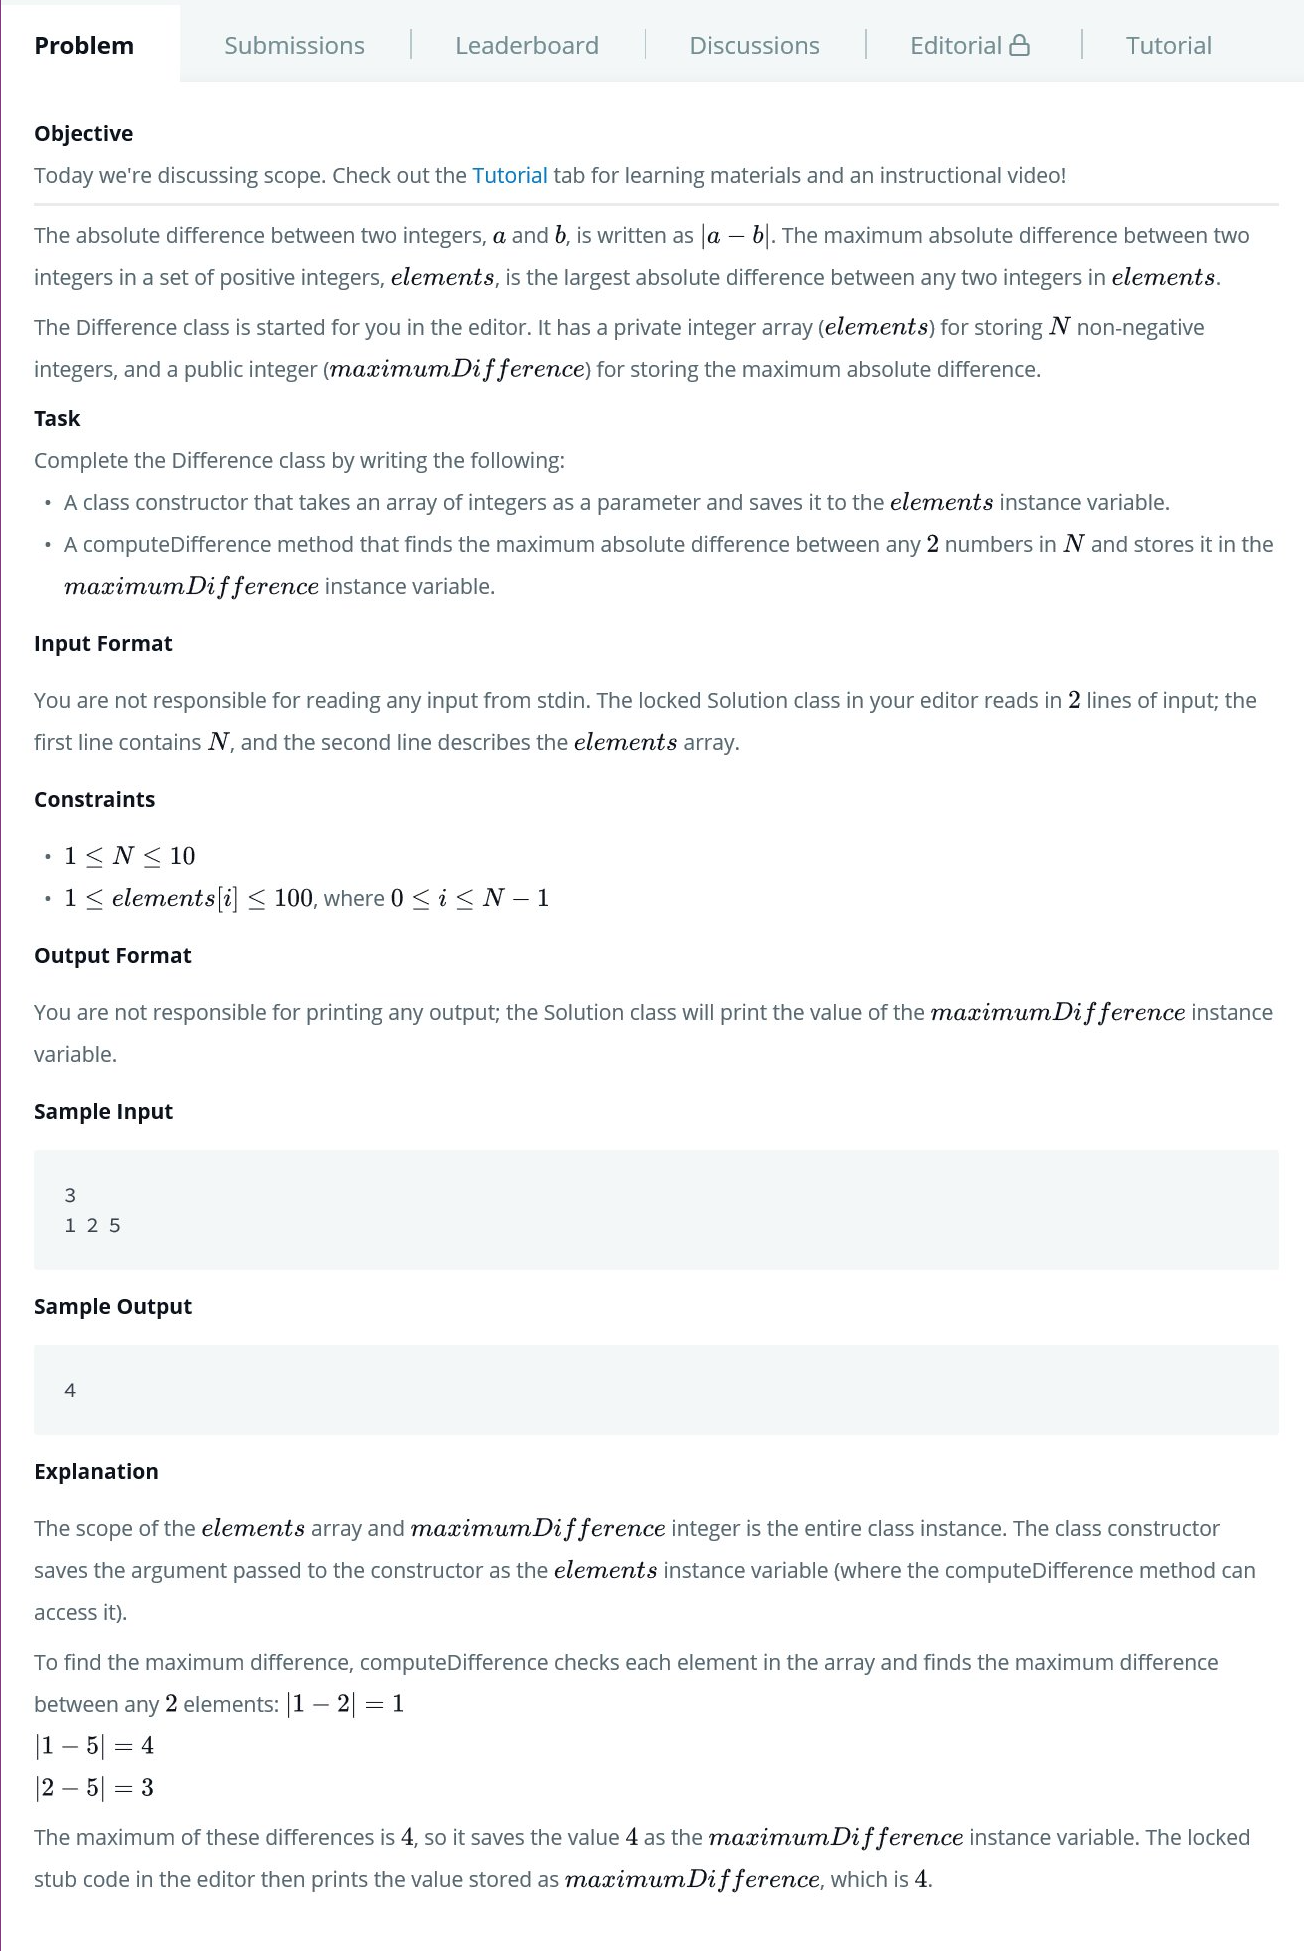 Problem
Submissions
Leaderboard
Discussions
Editorial
Tutorial
Objective
Today we're discussing scope. Check out the Tutorial tab for learning materials and an instructional video!
The absolute difference between two integers, a and b, is written as |a − b|. The maximum absolute difference between two
integers in a set of positive integers, elements, is the largest absolute difference between any two integers in elements.
The Difference class is started for you in the editor. It has a private integer array (elements) for storing N non-negative
integers, and a public integer (maximumDifference) for storing the maximum absolute difference.
Task
Complete the Difference class by writing the following:
• A class constructor that takes an array of integers as a parameter and saves it to the elements instance variable.
• A computeDifference method that finds the maximum absolute difference between any 2 numbers in N and stores it in the
maximumDifference instance variable.
Input Format
You are not responsible for reading any input from stdin. The locked Solution class in your editor reads in 2 lines of input; the
first line contains N, and the second line describes the elements array.
Constraints
• 1 ≤ N ≤ 10
• 1 ≤ elements[i] ≤ 100, where 0 ≤ i ≤ N − 1
Output Format
You are not responsible for printing any output; the Solution class will print the value of the maximumDifference instance
variable.
Sample Input
3
1 2 5
Sample Output
4
Explanation
The scope of the elements array and maximumDifference integer is the entire class instance. The class constructor
saves the argument passed to the constructor as the elements instance variable (where the computeDifference method can
access it).
To find the maximum difference, computeDifference checks each element in the array and finds the maximum difference
between any 2 elements: |1 − 2| = 1
|1 − 5| = 4
|2 − 5| = 3
The maximum of these differences is 4, so it saves the value 4 as the maximumDifference instance variable. The locked
stub code in the editor then prints the value stored as maximumDifference, which is 4.